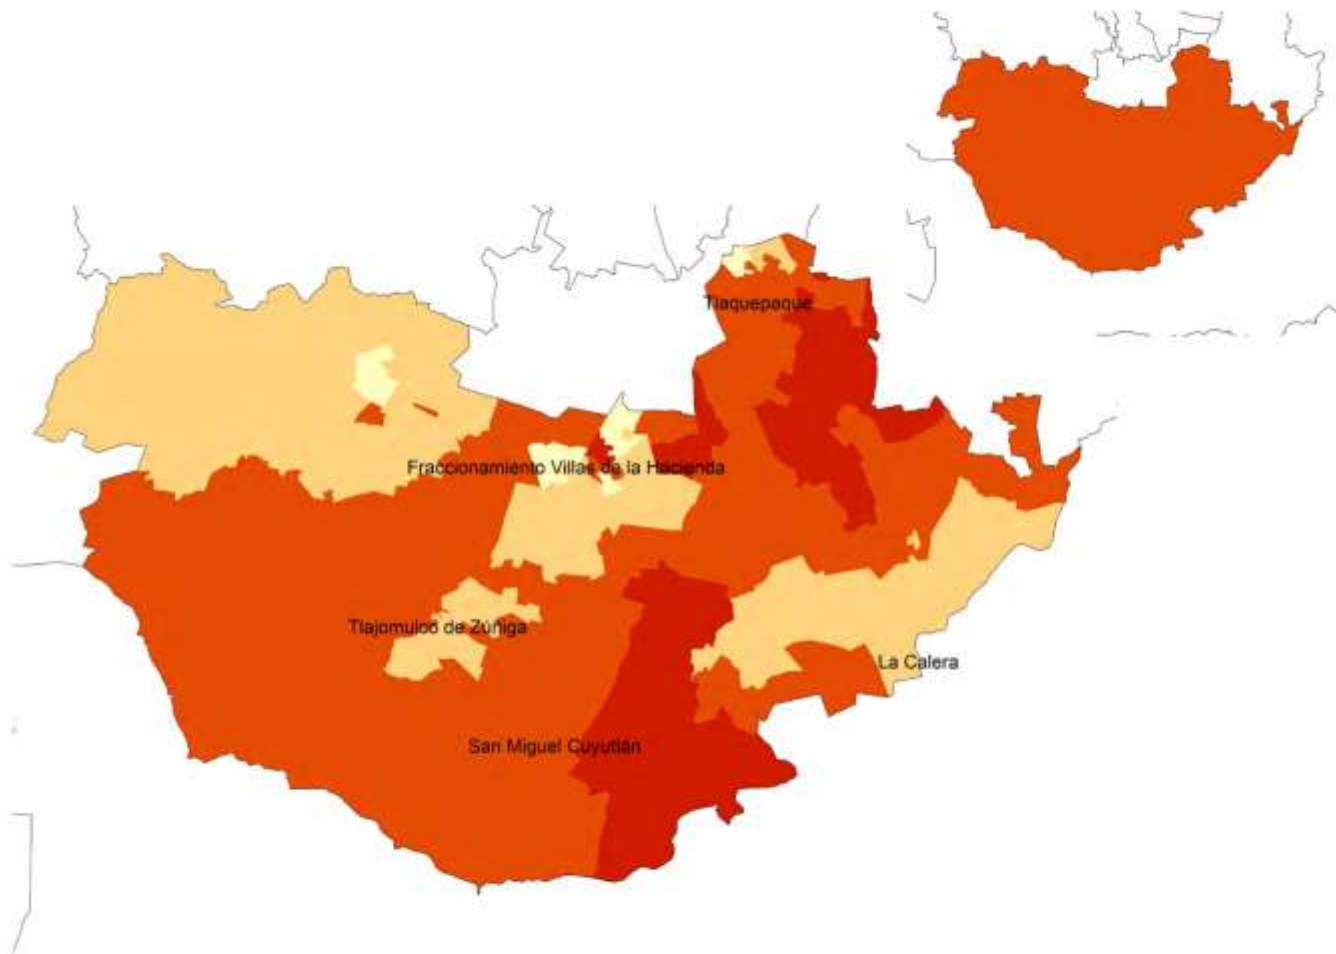 Tlaquepaque
Fraccionamiento Villas de la Hacienda
Tlajomulco de Zúñiga
La Calera
San Miguel Cuyutlán